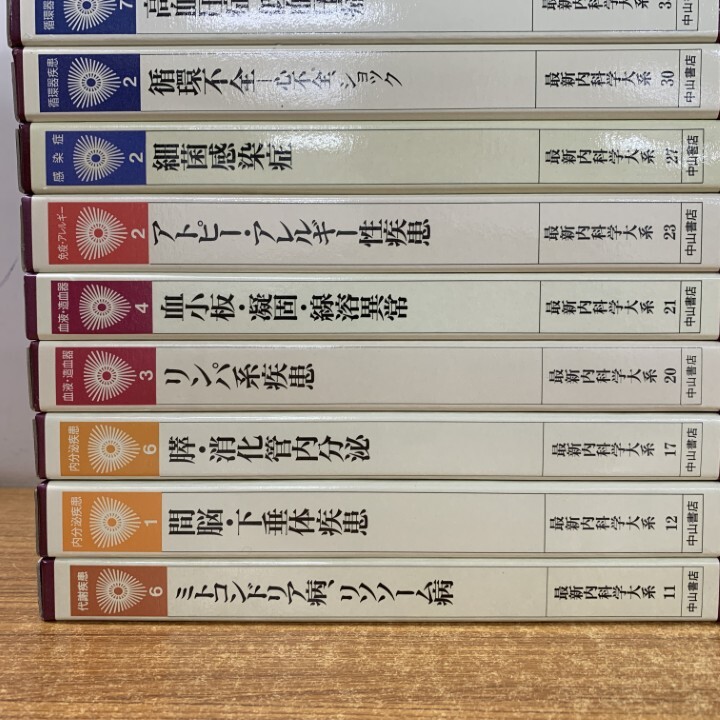 循環器
7
循環器疾患
2
循環不全―心不全、ショック
最新内科学大系
30
中山書店
感染症
2
細菌感染症
最新内科学大系
27
中山書店
免疫・アレルギー
2
アトピー・アレルギー性疾患
最新内科学大系
23
中山書店
血液・造血器
4
血小板・凝固・線溶異常
最新内科学大系
21
中山書店
血液・造血器
3
リンパ系疾患
最新内科学大系
20
中山書店
内分泌疾患
6
膵・消化管内分泌
最新内科学大系
17
中山書店
内分泌疾患
1
間脳・下垂体疾患
最新内科学大系
12
中山書店
代謝疾患
6
ミトコンドリア病、リソソーム病
最新内科学大系
11
中山書店